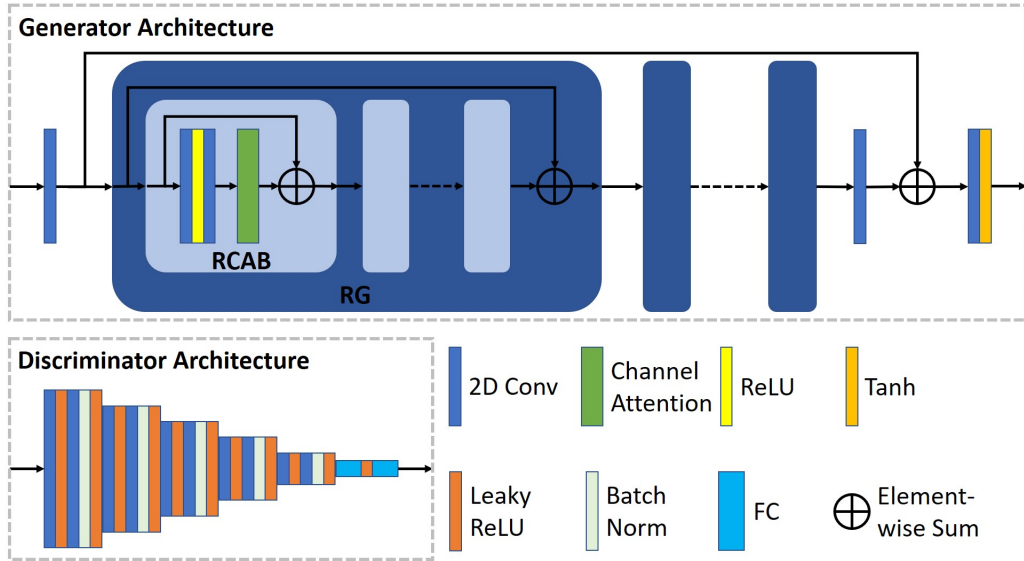 Generator Architecture
RCAB
RG
Discriminator Architecture
2D Conv
Channel
Attention
ReLU
Tanh
Leaky
ReLU
Batch
Norm
FC
Element-
wise Sum